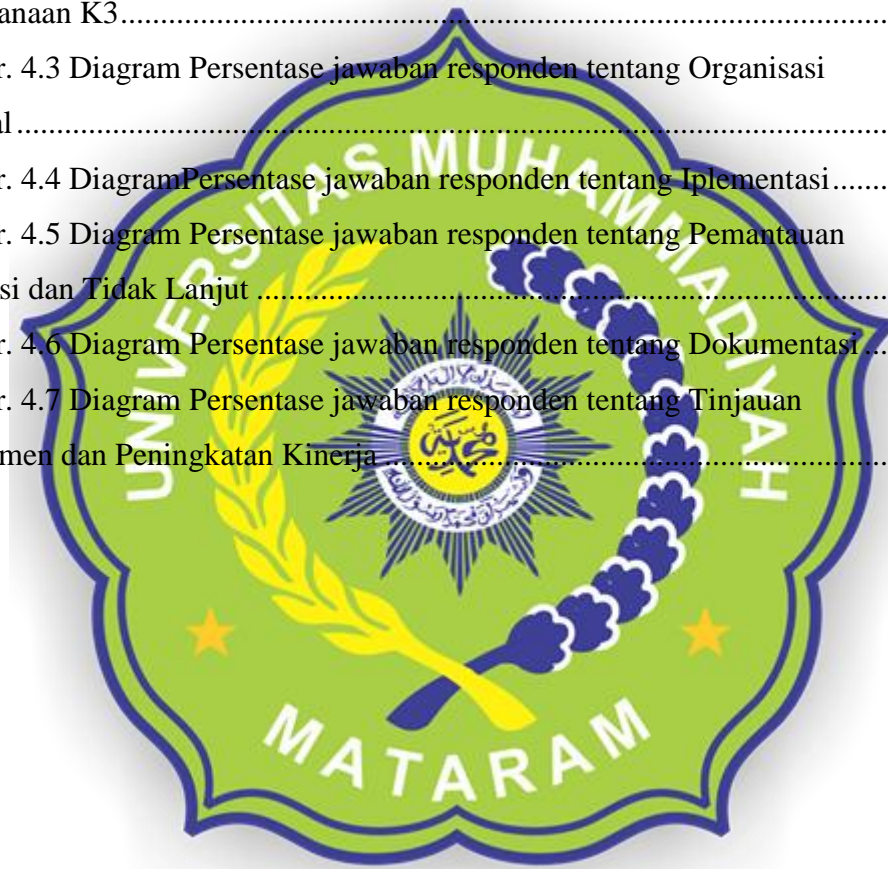 anaan K3
r. 4.3 Diagram Persentase jawaban responden tentang Organisasi
al
r. 4.4 DiagramPersentase jawaban responden tentang Iplementasi
r. 4.5 Diagram Persentase jawaban responden tentang Pemantauan
si dan Tidak Lanjut
r. 4.6 Diagram Persentase jawaban responden tentang Dokumentasi
r. 4.7 Diagram Persentase jawaban responden tentang Tinjauan
men dan Peningkatan Kinerja
UNIVERSITAS MUHAMMADIYAH
MATARAM